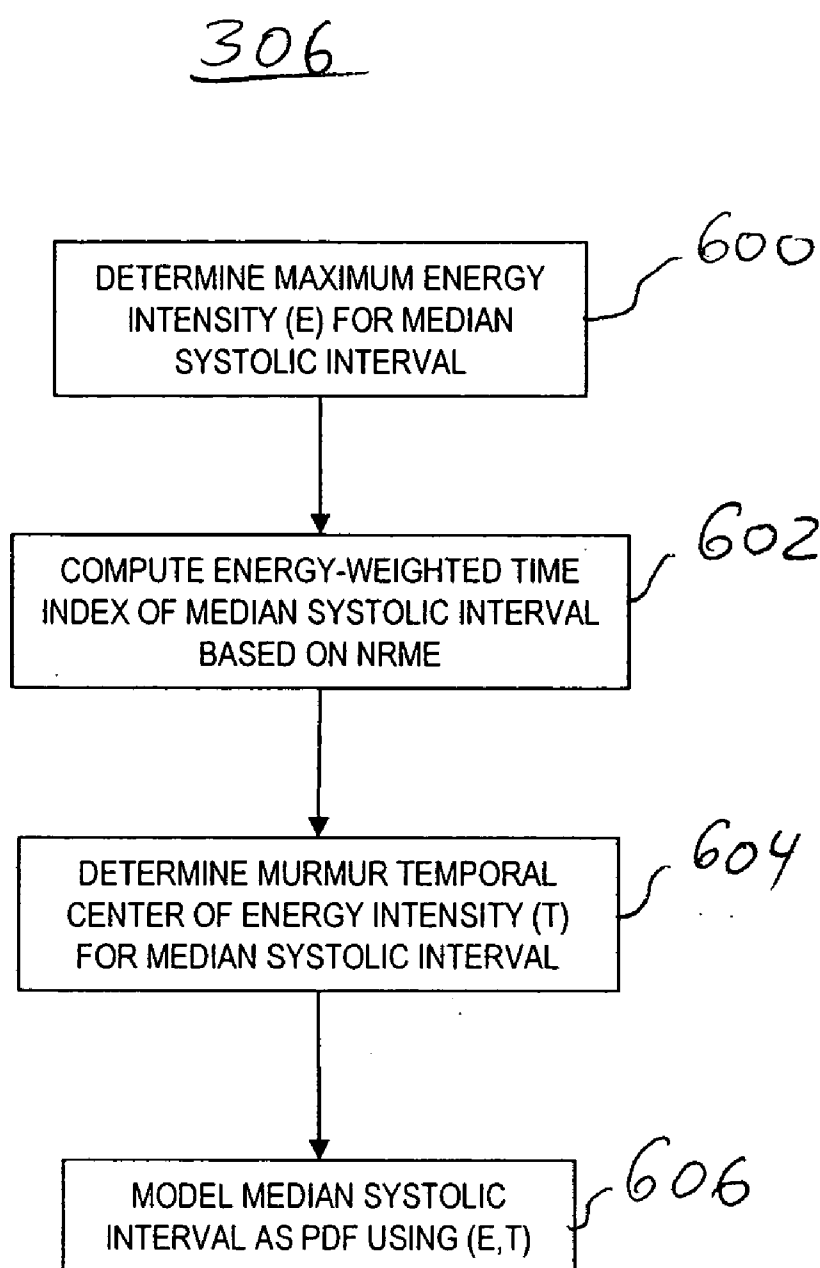 306
600
DETERMINE MAXIMUM ENERGY
INTENSITY (E) FOR MEDIAN
SYSTOLIC INTERVAL
602
COMPUTE ENERGY-WEIGHTED TIME
INDEX OF MEDIAN SYSTOLIC INTERVAL
BASED ON NRME
604
DETERMINE MURMUR TEMPORAL
CENTER OF ENERGY INTENSITY (T)
FOR MEDIAN SYSTOLIC INTERVAL
606
MODEL MEDIAN SYSTOLIC
INTERVAL AS PDF USING (E,T)